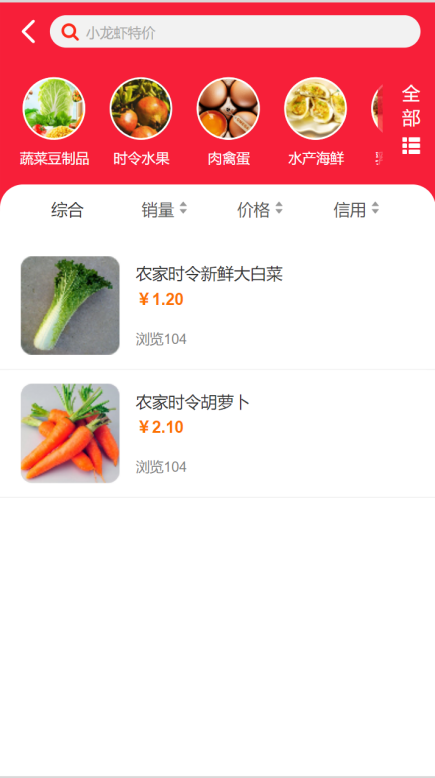 小龙虾特价
全部
蔬菜豆制品 时令水果 肉禽蛋 水产海鲜
综合 销量 价格 信用
农家时令新鲜大白菜
￥1.20
浏览104
农家时令胡萝卜
￥2.10
浏览104